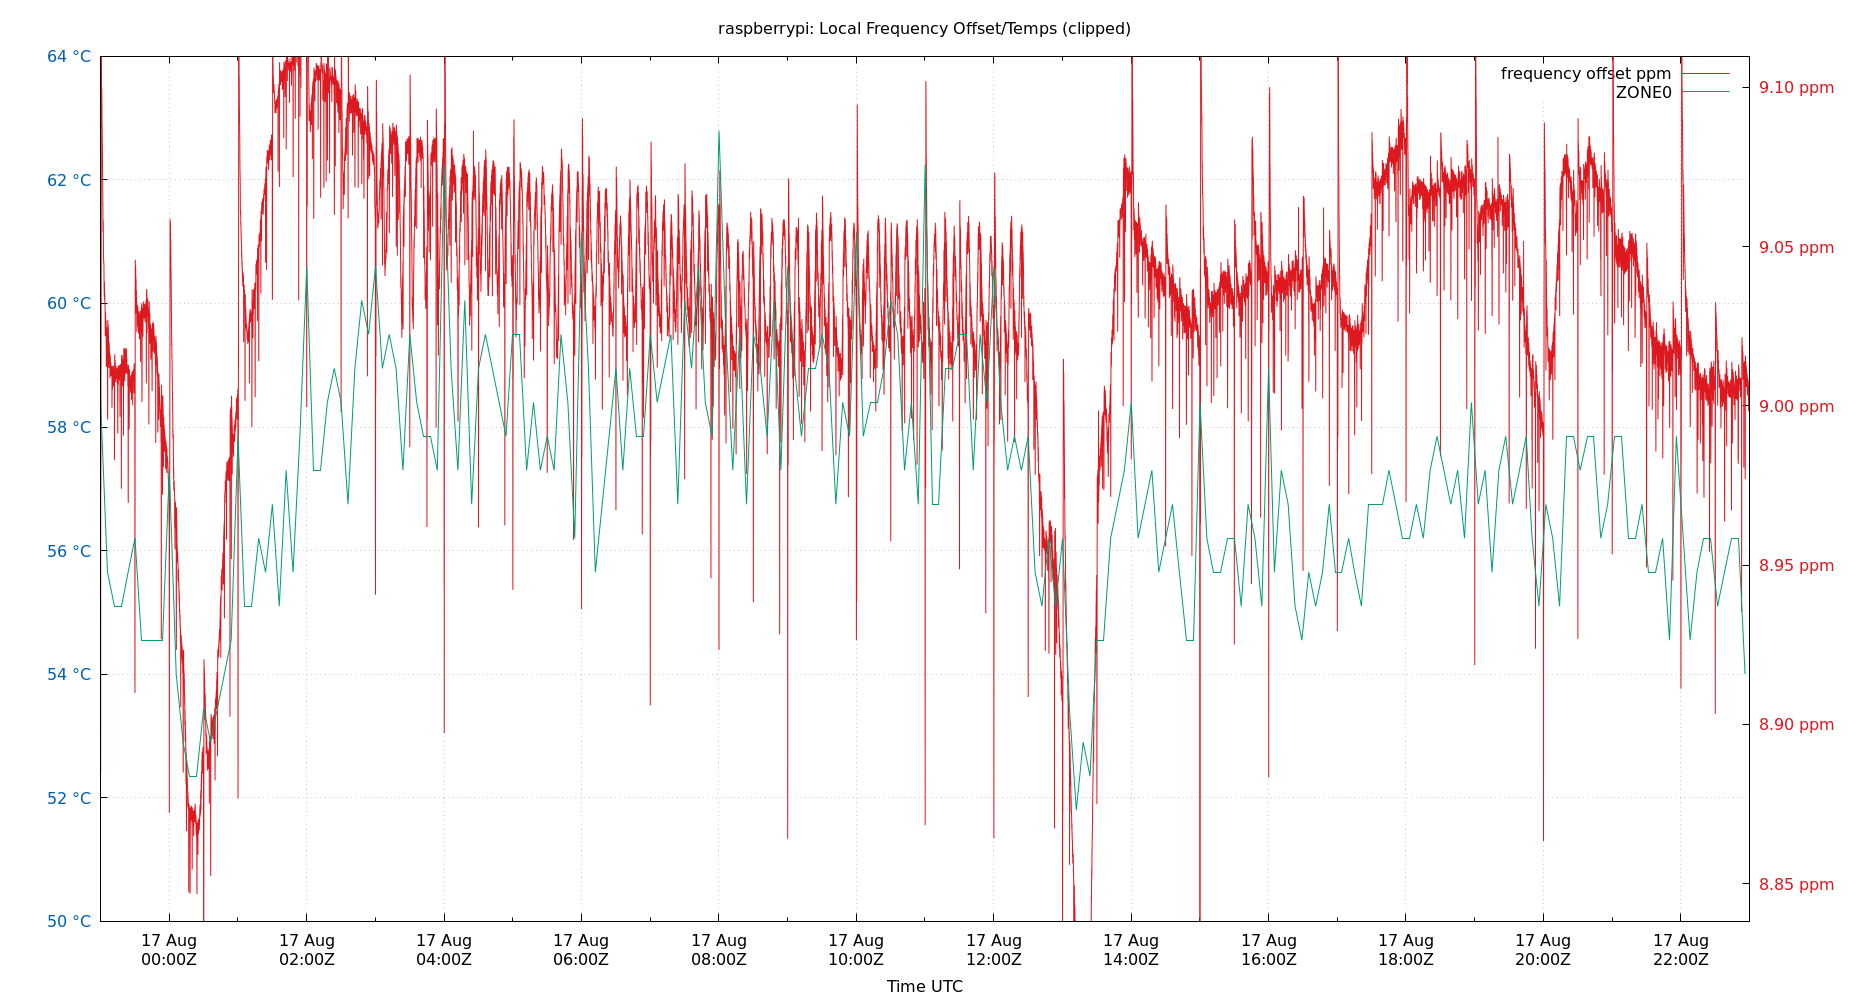 raspberrypi: Local Frequency Offset/Temps (clipped)
frequency offset ppm
ZONE0
64 °C
62 °C
60 °C
58 °C
56 °C
54 °C
52 °C
50 °C
9.10 ppm
9.05 ppm
9.00 ppm
8.95 ppm
8.90 ppm
8.85 ppm
17 Aug 17 Aug 17 Aug 17 Aug 17 Aug 17 Aug 17 Aug 17 Aug 17 Aug 17 Aug 17 Aug 17 Aug
00:00Z 02:00Z 04:00Z 06:00Z 08:00Z 10:00Z 12:00Z 14:00Z 16:00Z 18:00Z 20:00Z 22:00Z
Time UTC